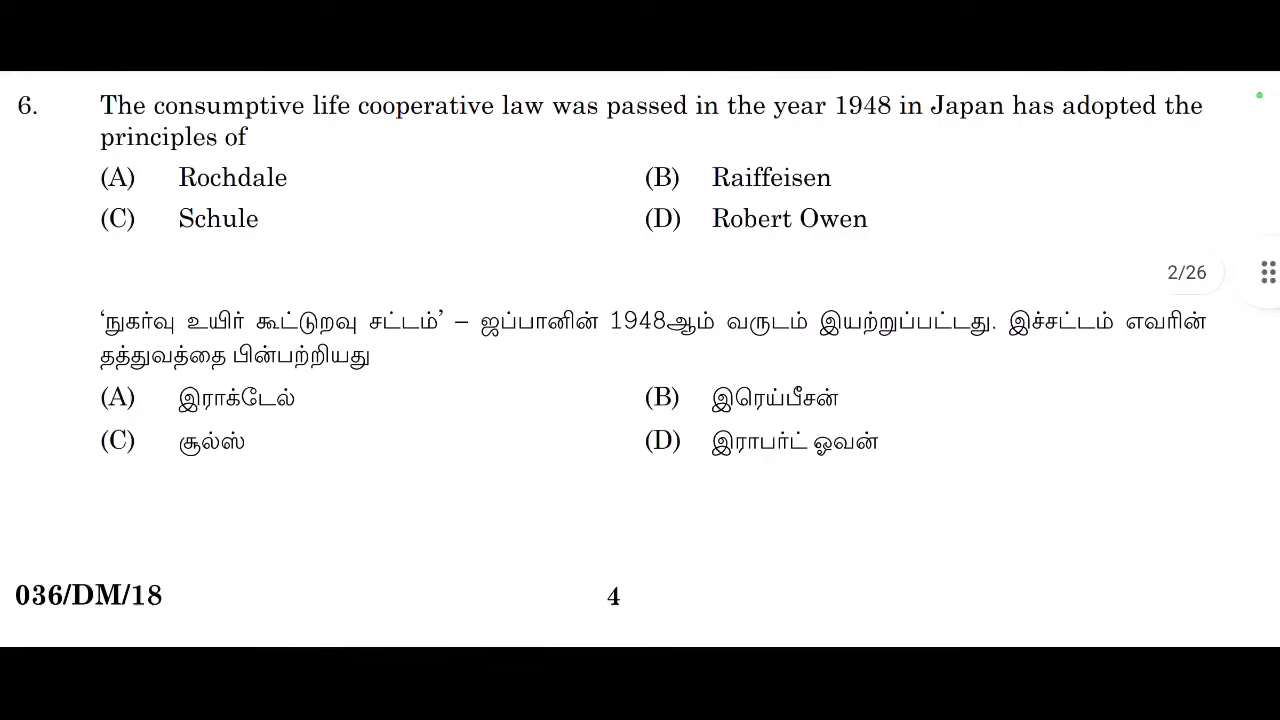 6. The consumptive life cooperative law was passed in the year 1948 in Japan has adopted the
principles of
(A) Rochdale (B) Raiffeisen
(C) Schule (D) Robert Owen
2/26
‘நுகர்வு உயிர் கூட்டுறவு சட்டம்’ – ஜப்பானின் 1948ஆம் வருடம் இயற்றுப்பட்டது. இச்சட்டம் எவரின்
தத்துவத்தை பின்பற்றியது
(A) இராக்டேல் (B) இரெய்பீசன்
(C) சூல்ஸ் (D) இராபர்ட் ஓவன்
036/DM/18 4